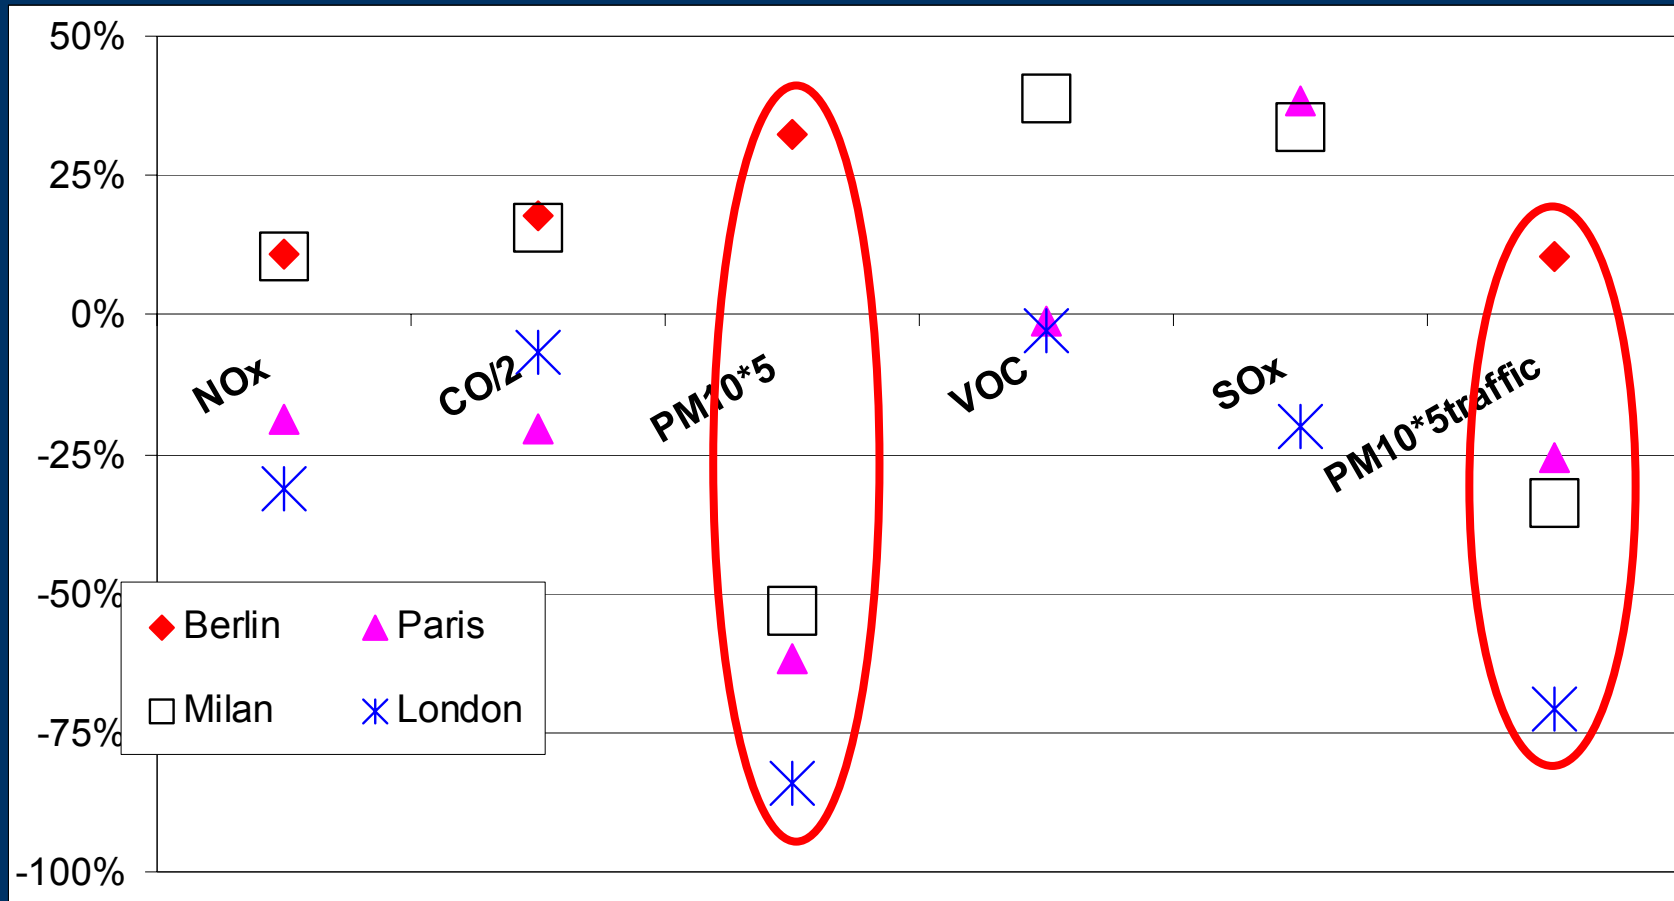 50%
25%
0%
-25%
-50%
-75%
-100%
NOx
CO/2
PM10*5
VOC
SOx
PM10*5traffic
Berlin
Paris
Milan
London